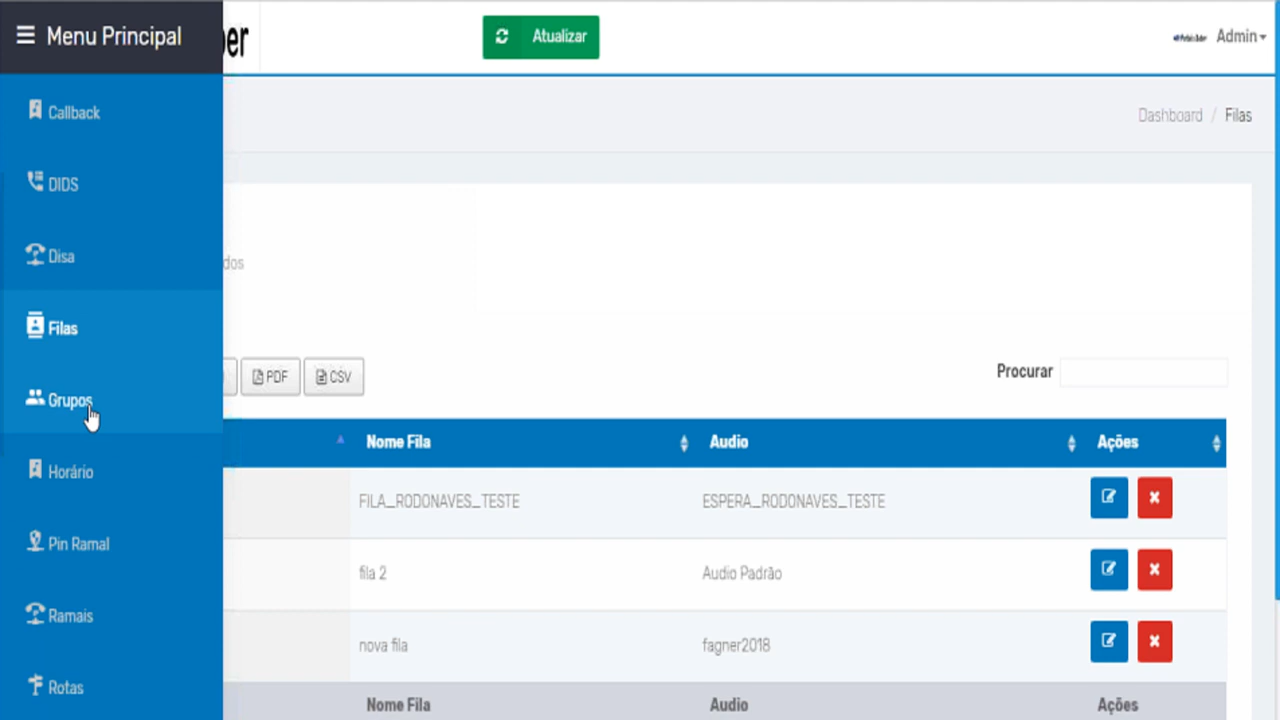 Menu Principal
Atualizar
Admin
Callback
Dashboard / Filas
DIDS
Disa
dos
Filas
PDF
CSV
Procurar
Grupos
Nome Fila
Audio
Ações
Horário
FILA_RODONAVES_TESTE
ESPERA_RODONAVES_TESTE
Pin Ramal
fila 2
Audio Padrão
Ramais
nova fila
fagner2018
Rotas
Nome Fila
Audio
Ações